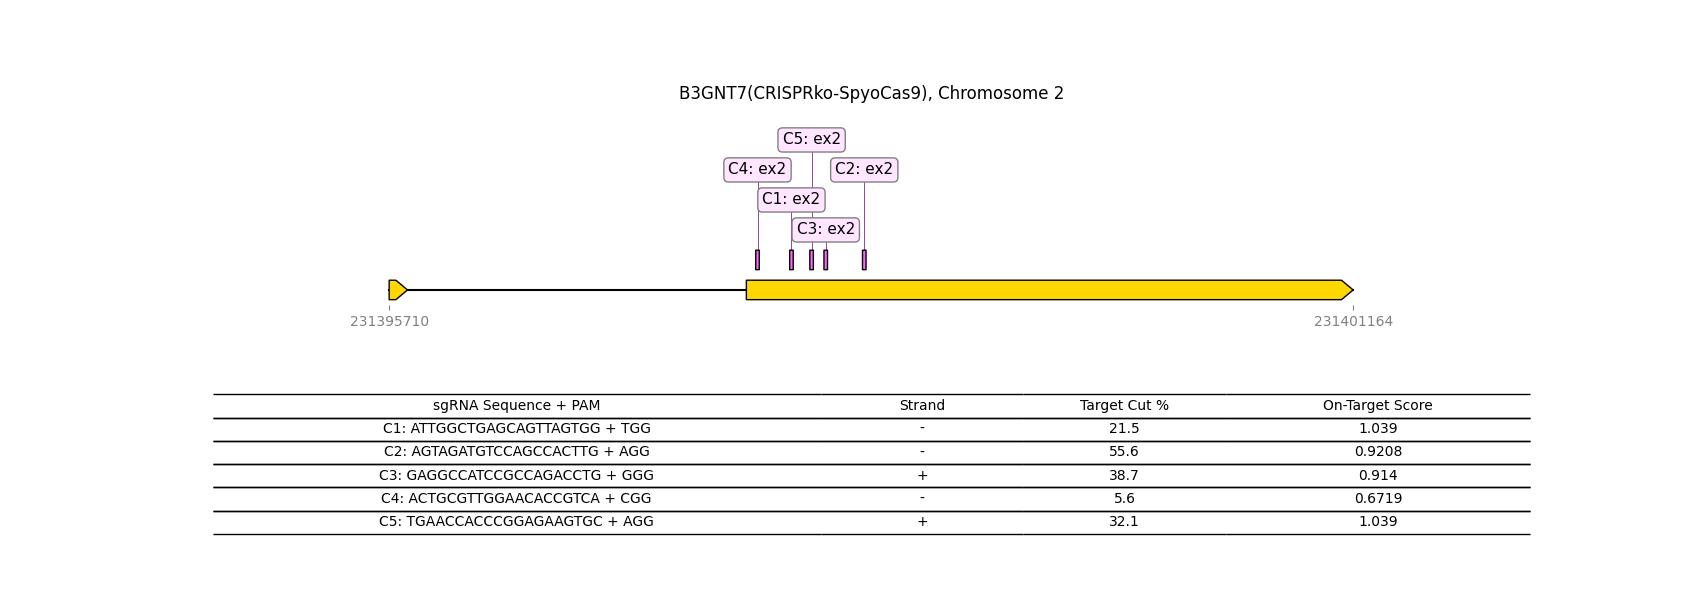 B3GNT7(CRISPRko-SpyoCas9), Chromosome 2
C5: ex2
C4: ex2 C2: ex2
C1: ex2
C3: ex2
231395710 231401164
sgRNA Sequence + PAM Strand Target Cut % On-Target Score
C1: ATTGGCTGAGCAGTTAGTGG + TGG - 21.5 1.039
C2: AGTAGATGTCCAGCCACTTG + AGG - 55.6 0.9208
C3: GAGGCCATCCGCCAGACCTG + GGG + 38.7 0.914
C4: ACTGCGTTGGAACACCGTCA + CGG - 5.6 0.6719
C5: TGAACCACCCGGAGAAGTGC + AGG + 32.1 1.039